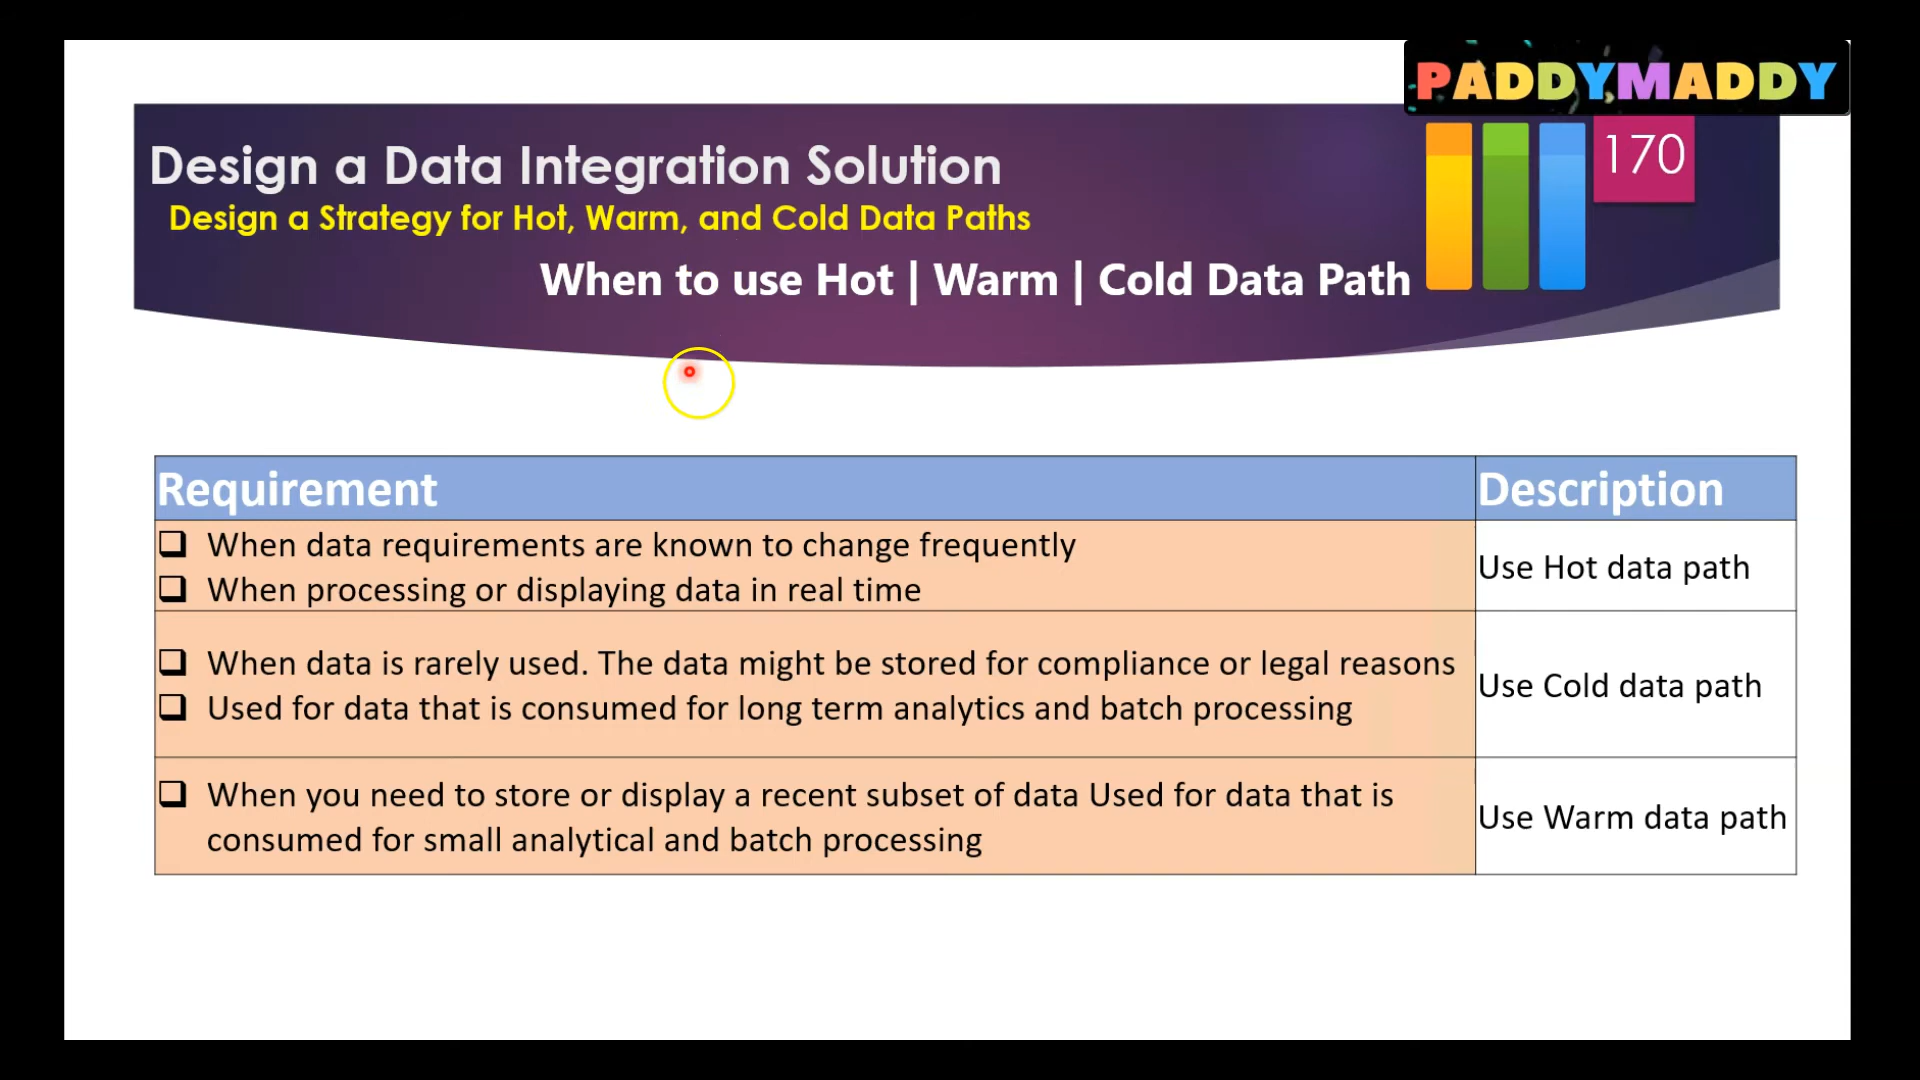 PADDY,MADDY
Design a Data Integration Solution
170
Design a Strategy for Hot, Warm, and Cold Data Paths
When to use Hot | Warm | Cold Data Path
Requirement
Description
When data requirements are known to change frequently
When processing or displaying data in real time
Use Hot data path
When data is rarely used. The data might be stored for compliance or legal reasons
Used for data that is consumed for long term analytics and batch processing
Use Cold data path
When you need to store or display a recent subset of data Used for data that is
consumed for small analytical and batch processing
Use Warm data path